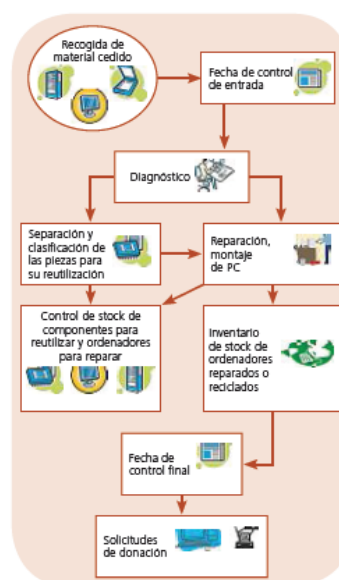 Recogida de
material cedido
Fecha de control
de entrada
Diagnóstico
Separación y
clasificación de
las piezas para
su reutilización
Reparación,
montaje
de PC
Control de stock de
componentes para
reutilizar y ordenadores
para reparar
Inventario
de stock de
ordenadores
reparados o
reciclados
Fecha de
control final
Solicitudes
de donación